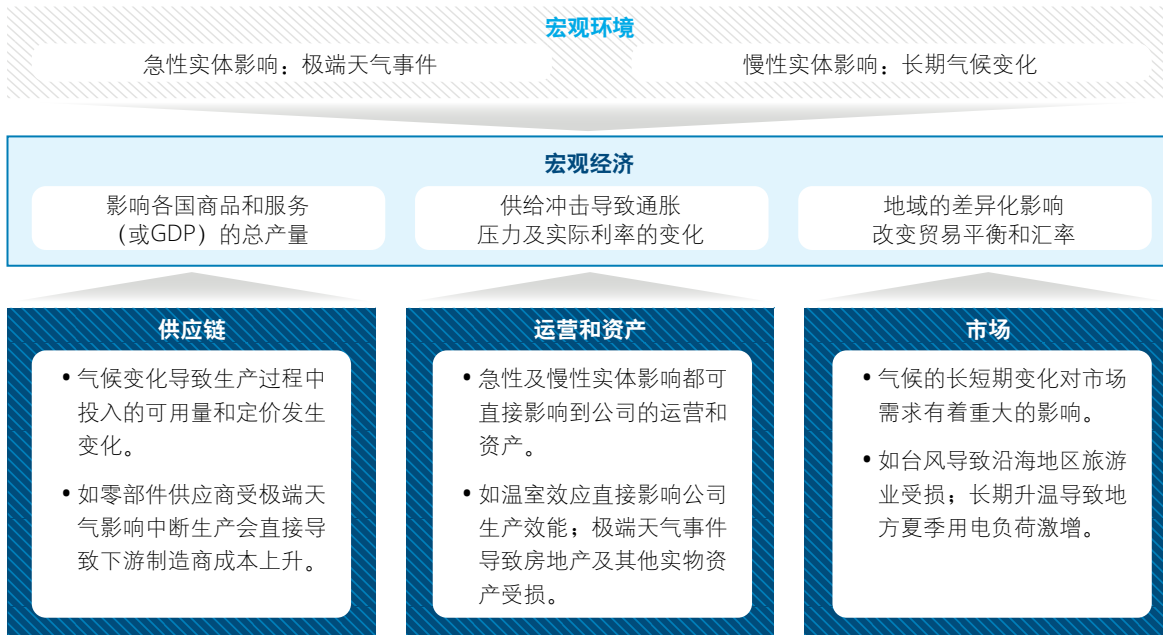 宏观环境
急性实体影响：极端天气事件
慢性实体影响：长期气候变化
宏观经济
影响各国商品和服务
（或GDP）的总产量
供给冲击导致通胀
压力及实际利率的变化
地域的差异化影响
改变贸易平衡和汇率
供应链
• 气候变化导致生产过程中
投入的可用量和定价发生
变化。
• 如零部件供应商受极端天
气影响中断生产会直接导
致下游制造商成本上升。
运营和资产
• 急性及慢性实体影响都可
直接影响到公司的运营和
资产。
• 如温室效应直接影响公司
生产效能；极端天气事件
导致房地产及其他实物资
产受损。
市场
• 气候的长短期变化对市场
需求有着重大的影响。
• 如台风导致沿海地区旅游
业受损；长期升温导致地
方夏季用电负荷激增。